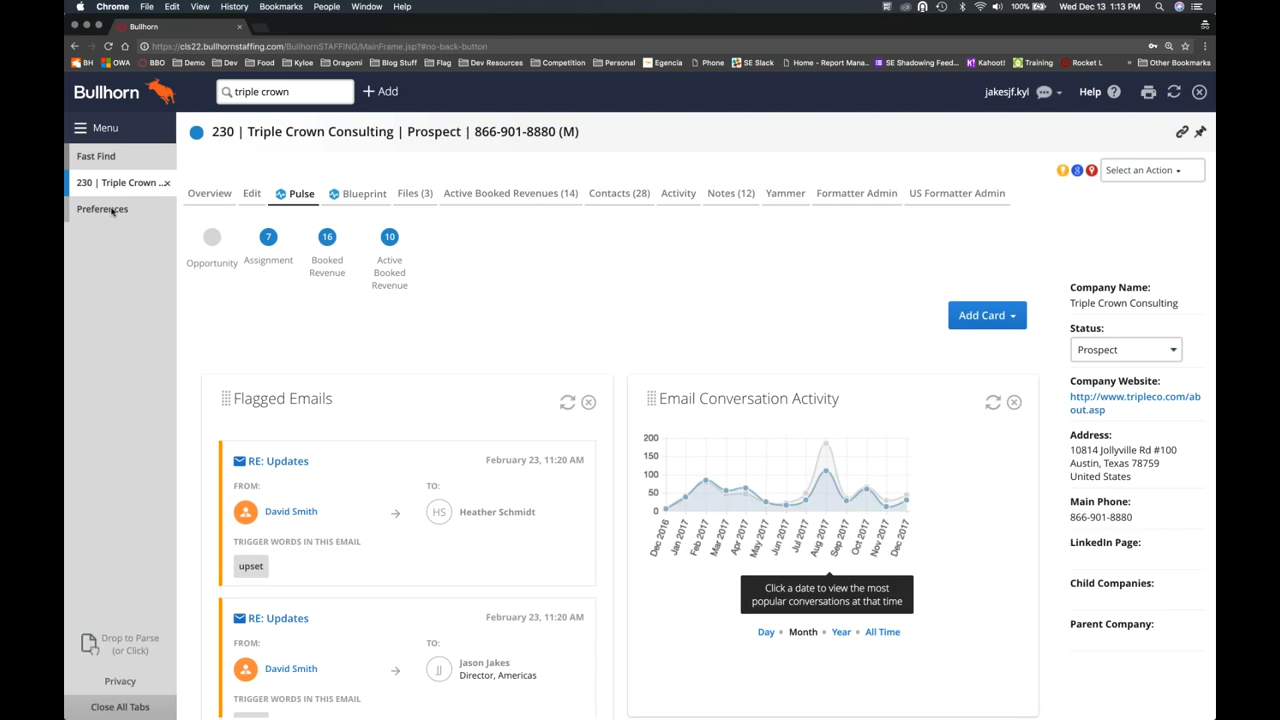 Chrome File Edit View History Bookmarks People Window Help 100% Wed Dec 13 1:13 PM
Bullhorn
https://cls22.bullhornstaffing.com/BullhornSTAFFING/MainFrame.jsp?#no-back-button
BH OWA BBO Demo Dev Food Kyloe Oragomi Blog Stuff Flag Dev Resources Competition Personal Egencia Phone SE Slack Home - Report Mana... SE Shadowing Feed... Kahoot! Training Rocket L » Other Bookmarks
Bullhorn triple crown + Add jakesjf.kyl Help ?
Menu
230 | Triple Crown Consulting | Prospect | 866-901-8880 (M)
Fast Find
230 | Triple Crown ...x
Preferences
Select an Action
Overview Edit Pulse Blueprint Files (3) Active Booked Revenues (14) Contacts (28) Activity Notes (12) Yammer Formatter Admin US Formatter Admin
7 16 10
Opportunity Assignment Booked Revenue Active Booked Revenue
Add Card
Company Name:
Triple Crown Consulting
Status:
Prospect
Company Website:
http://www.tripleco.com/ab
out.asp
Address:
10814 Jollyville Rd #100
Austin, Texas 78759
United States
Main Phone:
866-901-8880
LinkedIn Page:
Child Companies:
Parent Company:
Flagged Emails
RE: Updates February 23, 11:20 AM
FROM: TO:
David Smith → HS Heather Schmidt
TRIGGER WORDS IN THIS EMAIL
upset
RE: Updates February 23, 11:20 AM
FROM: TO:
David Smith → JJ Jason Jakes
Director, Americas
TRIGGER WORDS IN THIS EMAIL
Email Conversation Activity
200
150
100
50
0
Dec 2016 Jan 2017 Feb 2017 Mar 2017 Apr 2017 May 2017 Jun 2017 Jul 2017 Aug 2017 Sep 2017 Oct 2017 Nov 2017 Dec 2017
Click a date to view the most
popular conversations at that time
Day • Month • Year • All Time
Drop to Parse
(or Click)
Privacy
Close All Tabs